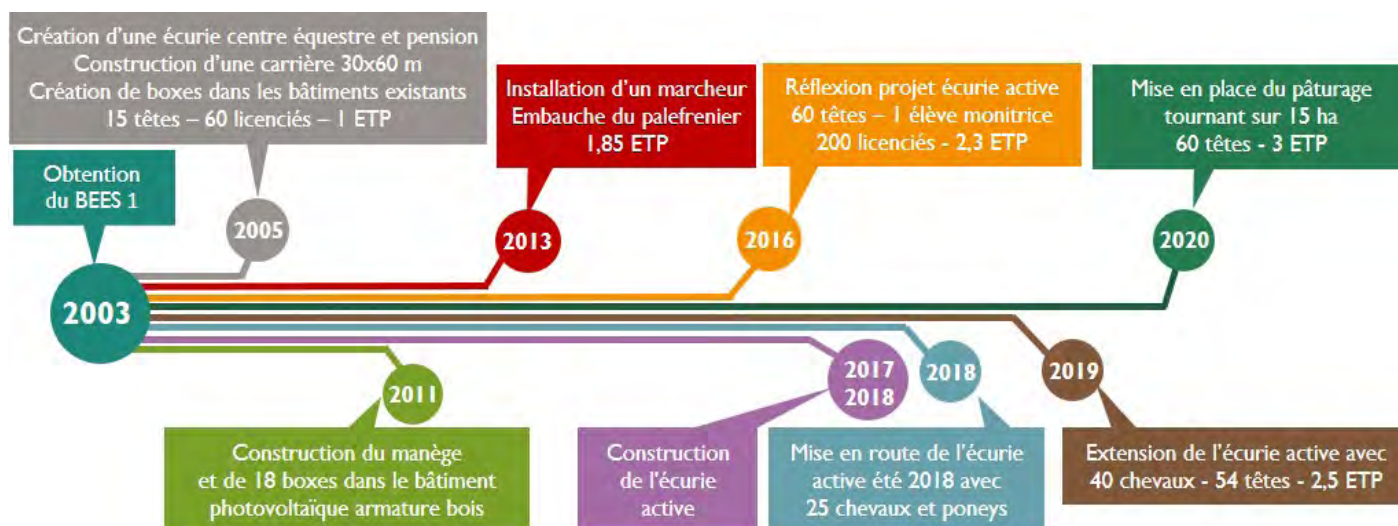 Création d'une écurie centre équestre et pension
Construction d'une carrière 30x60 m
Création de boxes dans les bâtiments existants
15 têtes – 60 licenciés – 1 ETP
Installation d'un marcheur
Embauche du palefrenier
1,85 ETP
Réflexion projet écurie active
60 têtes – 1 élève monitrice
200 licenciés - 2,3 ETP
Mise en place du pâturage
tournant sur 15 ha
60 têtes - 3 ETP
Obtention
du BEES 1
2005
2013
2016
2020
2003
2011
2017
2018
2018
2019
Construction du manège
et de 18 boxes dans le bâtiment
photovoltaïque armature bois
Construction
de l'écurie
active
Mise en route de l'écurie
active été 2018 avec
25 chevaux et poneys
Extension de l'écurie active avec
40 chevaux - 54 têtes - 2,5 ETP